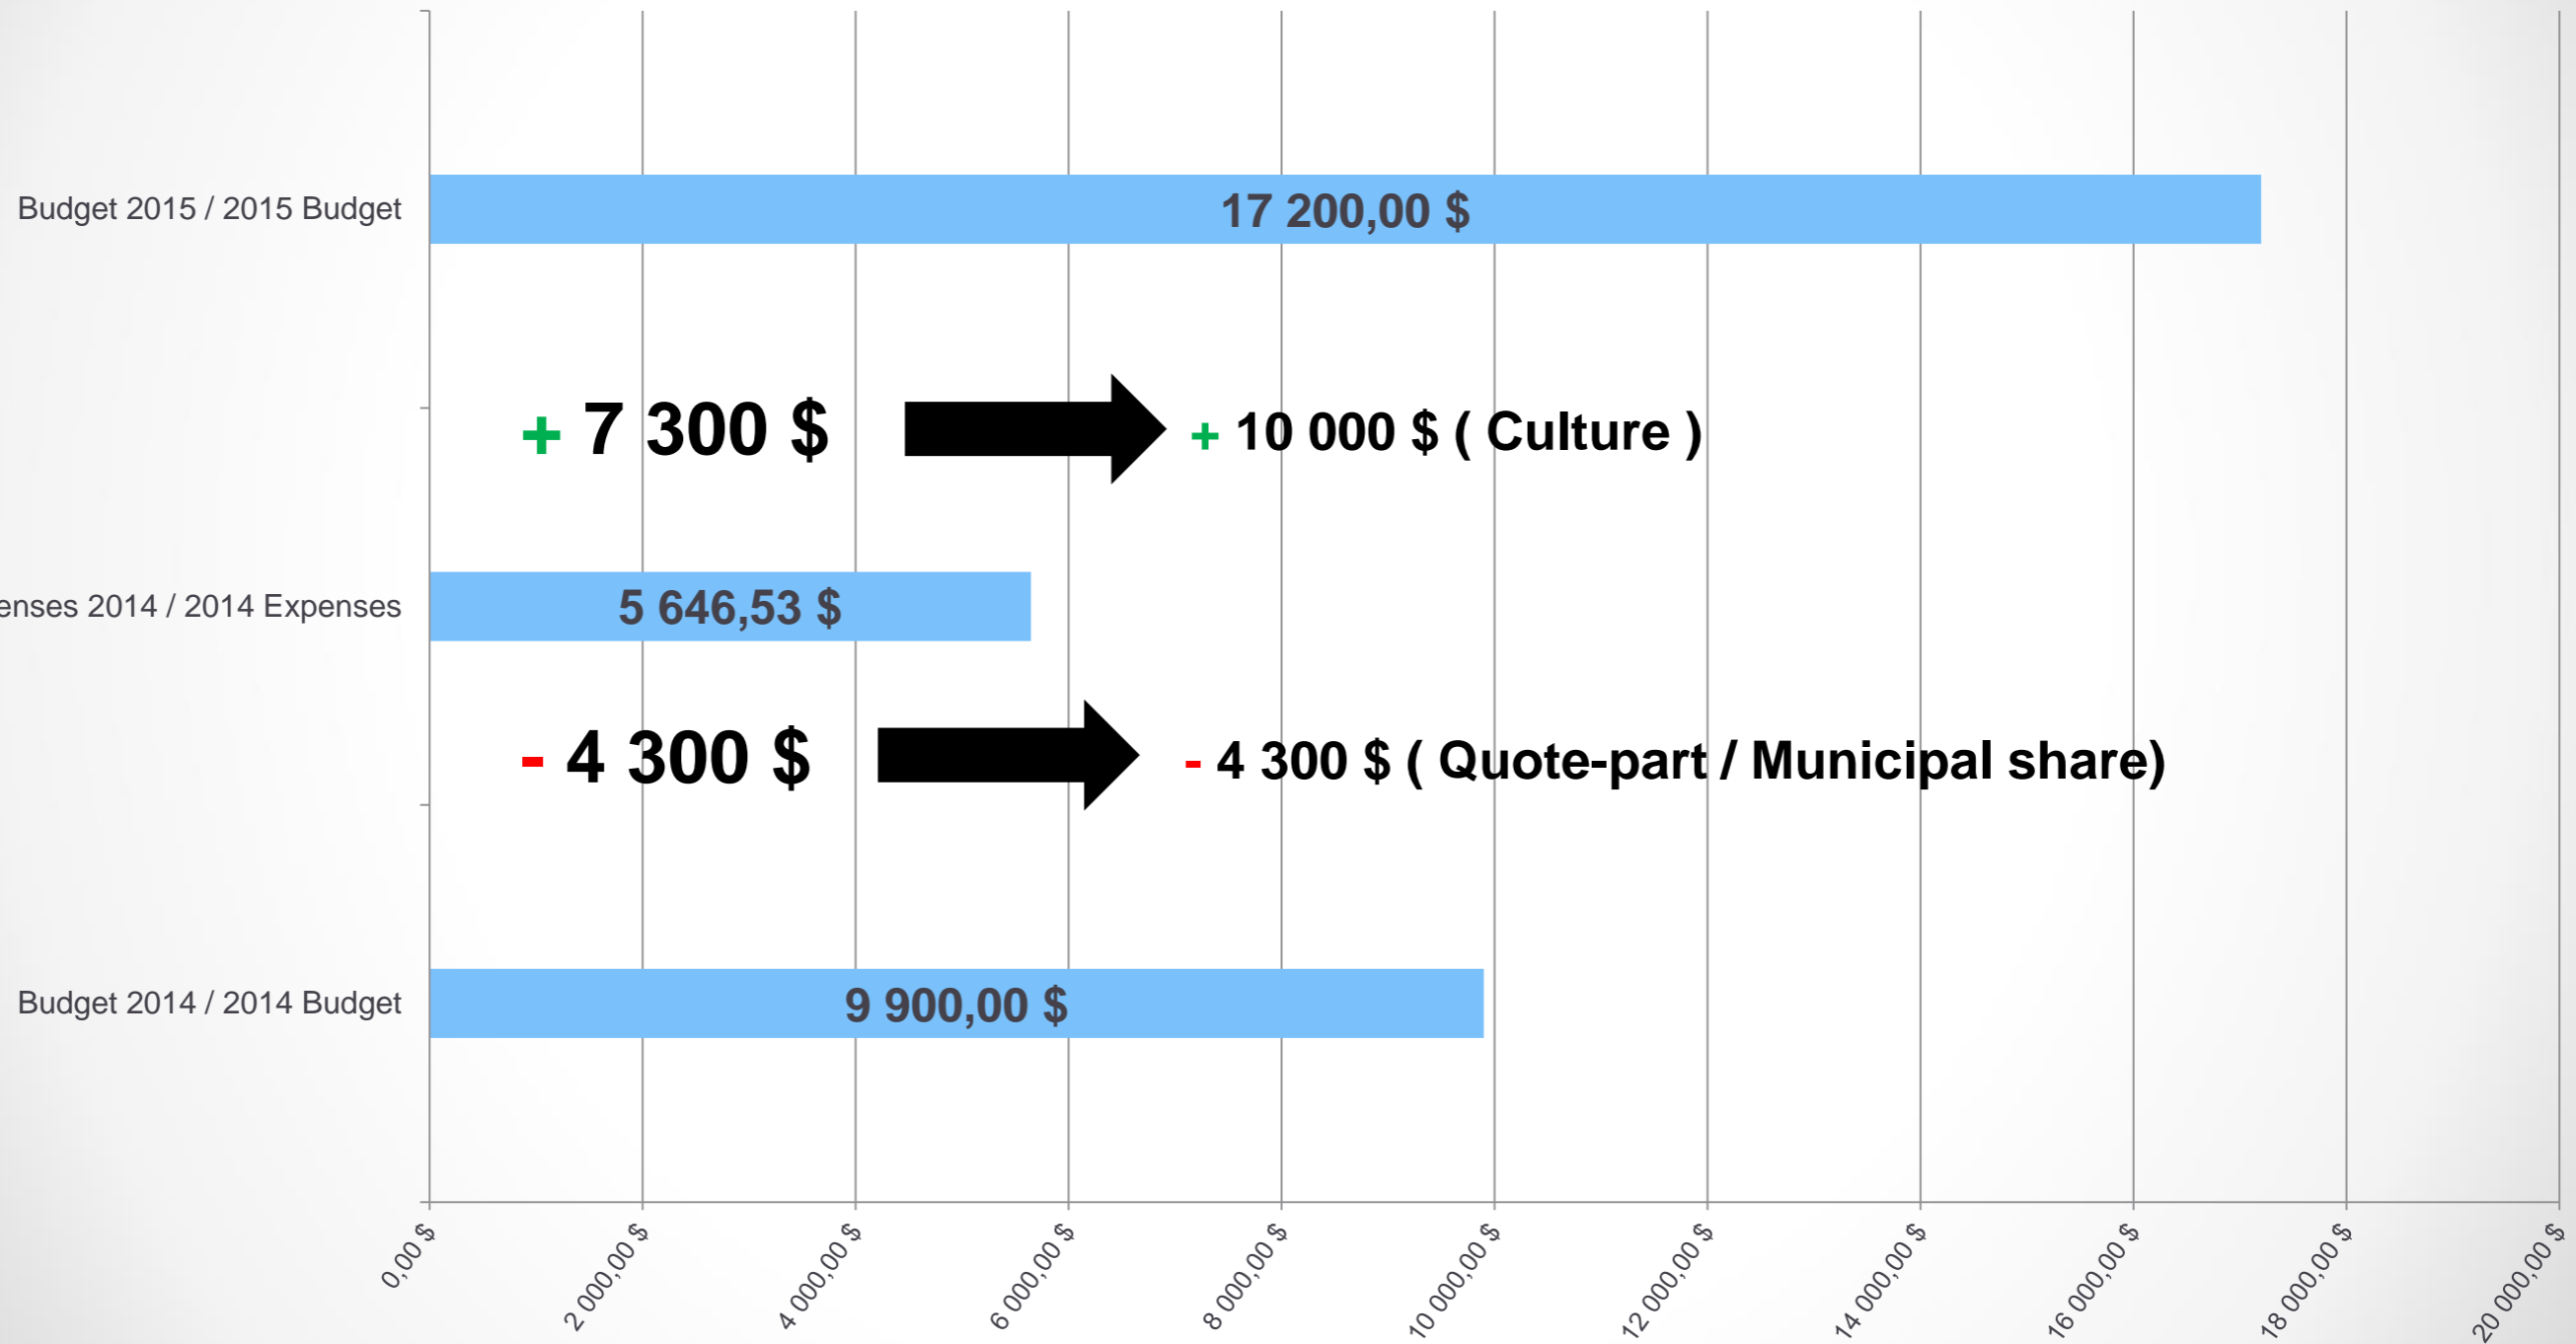 Budget 2015 / 2015 Budget
17 200,00 $
+ 7 300 $
+ 10 000 $ ( Culture )
enses 2014 / 2014 Expenses
5 646,53 $
- 4 300 $
- 4 300 $ ( Quote-part / Municipal share)
Budget 2014 / 2014 Budget
9 900,00 $
0,00 $
2 000,00 $
4 000,00 $
6 000,00 $
8 000,00 $
10 000,00 $
12 000,00 $
14 000,00 $
16 000,00 $
18 000,00 $
20 000,00 $